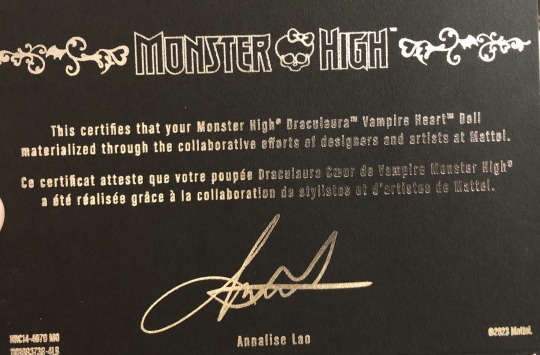 MONSTER HIGH™
This certifies that your Monster High® Draculaura™ Vampire Heart™ Doll
materialized through the collaborative efforts of designers and artists at Mattel.
Ce certificat atteste que votre poupée Draculaura Cœur de Vampire Monster High®
a été réalisée grâce à la collaboration de stylistes et d'artistes de Mattel.
Annalise Lao
©2023 Mattel.